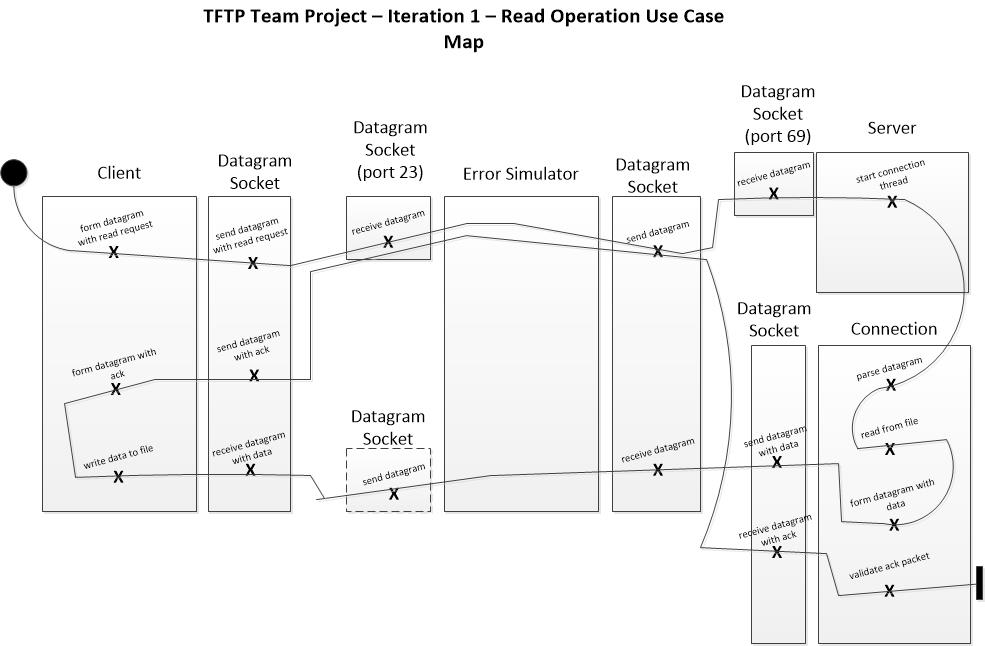 TFTP Team Project – Iteration 1 – Read Operation Use Case
Map
Datagram
Socket
(port 69)
Server
Datagram
Socket
(port 23)
Client
Datagram
Socket
Error Simulator
Datagram
Socket
form datagram
with read request
X
send datagram
with read request
X
receive datagram
X
send datagram
X
receive datagram
X
start connection
thread
X
Datagram
Socket
Connection
form datagram with
ack
X
send datagram
with ack
X
parse datagram
X
Datagram
Socket
write data to file
X
receive datagram
with data
X
send datagram
X
receive datagram
X
send datagram
with data
X
read from file
X
form datagram with
data
X
receive datagram
with ack
X
validate ack packet
X